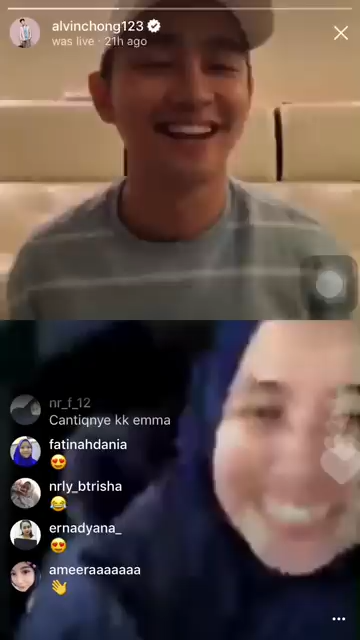 alvinchong123
was live · 21h ago
nr_f_12
Cantiqnye kk emma
fatinahdania
😍
nrly_btrisha
😂
ernadyana_
😍
ameeraaaaaaa
👋